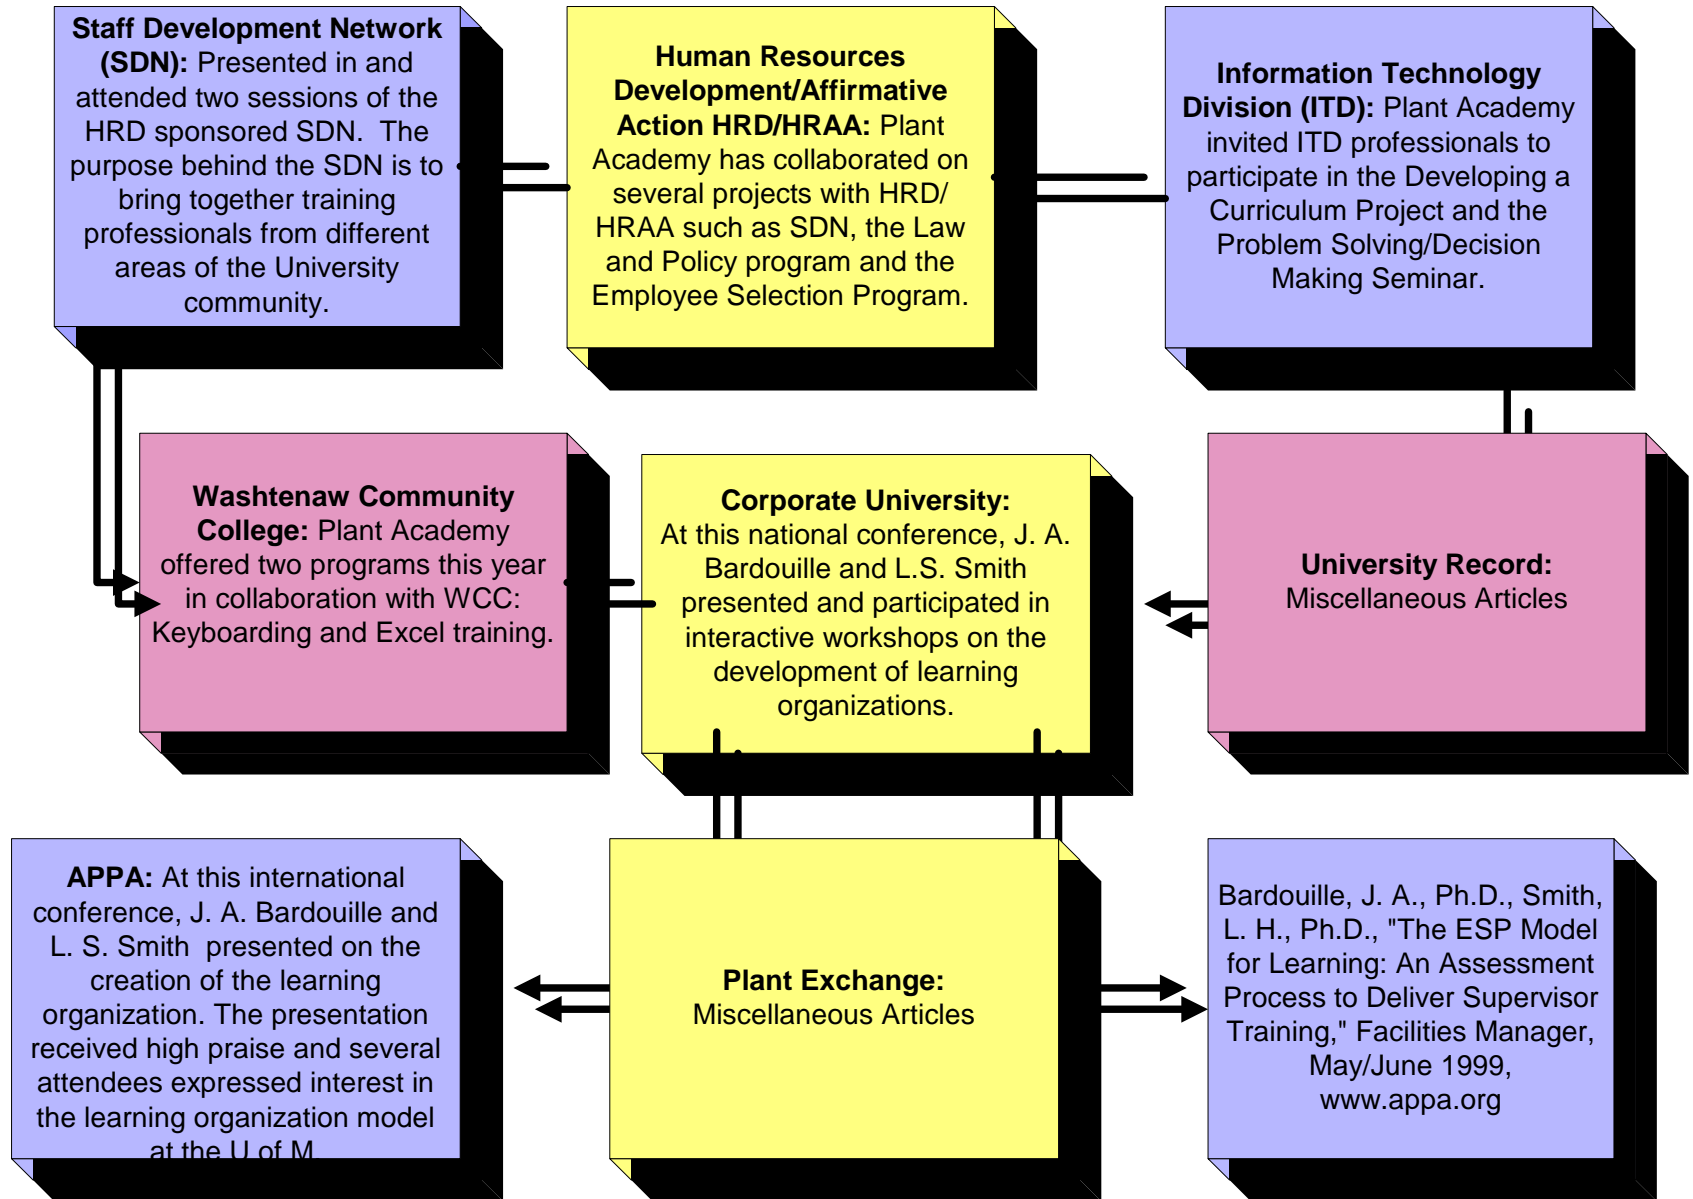 Staff Development Network
(SDN): Presented in and
attended two sessions of the
HRD sponsored SDN. The
purpose behind the SDN is to
bring together training
professionals from different
areas of the University
community.
Human Resources
Development/Affirmative
Action HRD/HRAA: Plant
Academy has collaborated on
several projects with HRD/
HRAA such as SDN, the Law
and Policy program and the
Employee Selection Program.
Information Technology
Division (ITD): Plant Academy
invited ITD professionals to
participate in the Developing a
Curriculum Project and the
Problem Solving/Decision
Making Seminar.
Washtenaw Community
College: Plant Academy
offered two programs this year
in collaboration with WCC:
Keyboarding and Excel training.
Corporate University:
At this national conference, J. A.
Bardouille and L.S. Smith
presented and participated in
interactive workshops on the
development of learning
organizations.
University Record:
Miscellaneous Articles
APPA: At this international
conference, J. A. Bardouille and
L. S. Smith presented on the
creation of the learning
organization. The presentation
received high praise and several
attendees expressed interest in
the learning organization model
at the U of M.
Plant Exchange:
Miscellaneous Articles
Bardouille, J. A., Ph.D., Smith,
L. H., Ph.D., "The ESP Model
for Learning: An Assessment
Process to Deliver Supervisor
Training," Facilities Manager,
May/June 1999,
www.appa.org